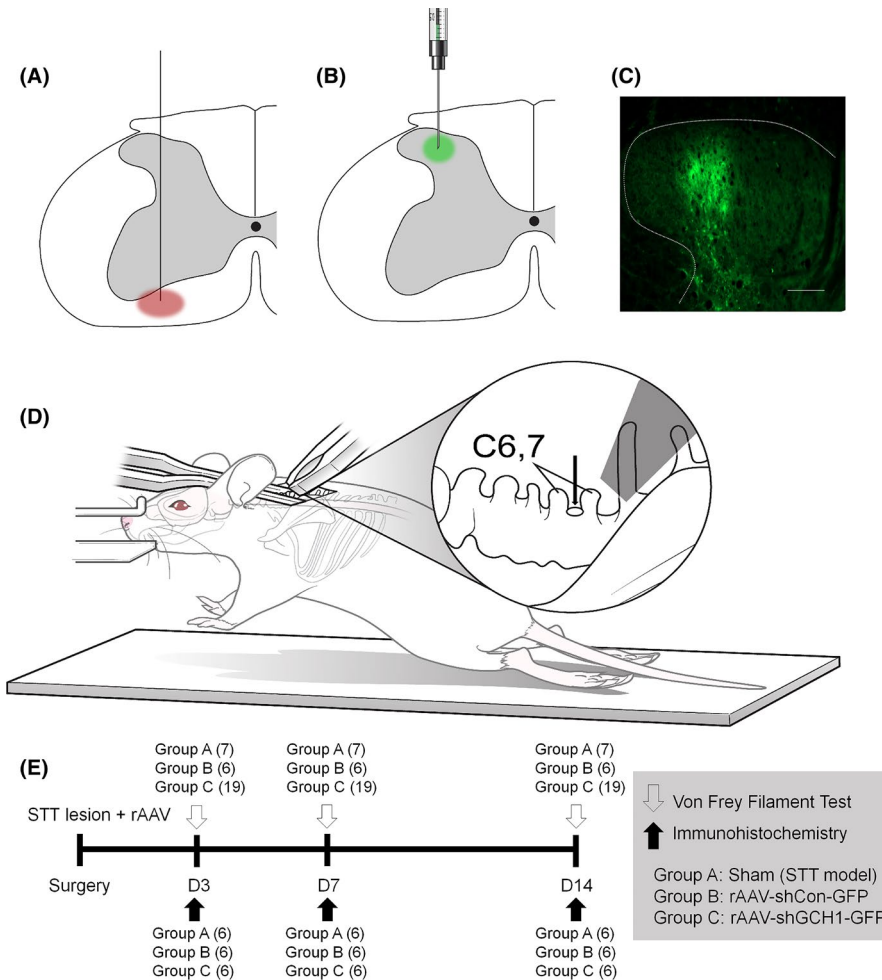 (A)
(B)
(C)
(D)
C6,7
(E)
Group A (7)
Group B (6)
Group C (19)
Group A (7)
Group B (6)
Group C (19)
Group A (7)
Group B (6)
Group C (19)
STT lesion + rAAV
Surgery
D3
D7
D14
Group A (6)
Group B (6)
Group C (6)
Group A (6)
Group B (6)
Group C (6)
Group A (6)
Group B (6)
Group C (6)
Von Frey Filament Test
Immunohistochemistry
Group A: Sham (STT model)
Group B: rAAV-shCon-GFP
Group C: rAAV-shGCH1-GFP